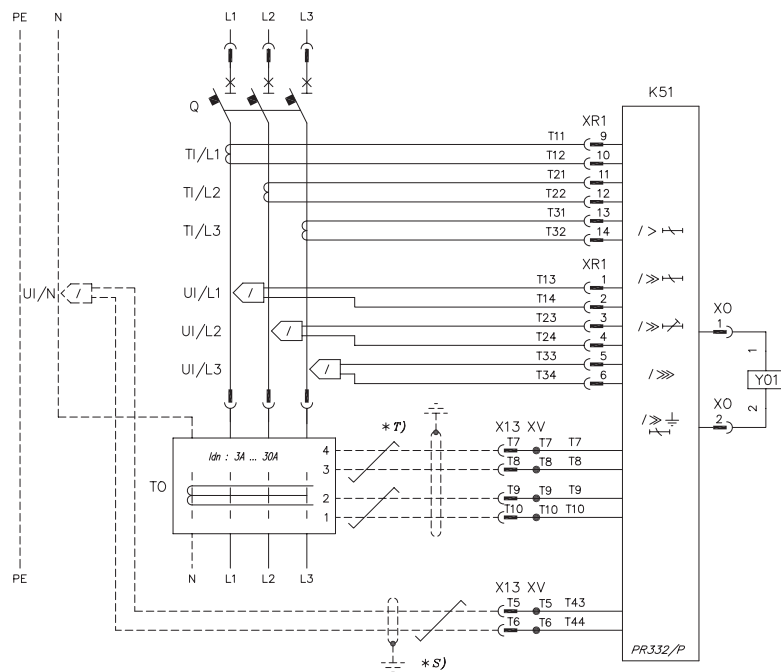 PE N L1 L2 L3
K51
Q
XR1
T11 9
TI/L1 T12 10
T21 11
TI/L2 T22 12
T31 13
TI/L3 T32 14
/>
XR1
UI/N / UI/L1 / T13 1 />>
T14 2
XO
UI/L2 / T23 3 />> 1
T24 4 1
UI/L3 / T33 5 Y01
T34 6 />>>
2
XO
* T) />> 2
Idn : 3A ... 30A X13 XV
4 T7 T7 T7
3 T8 T8 T8
TO
2 T9 T9 T9
1 T10 T10 T10
PE N L1 L2 L3
X13 XV
T5 T5 T43
T6 T6 T44
PR332/P
* S)